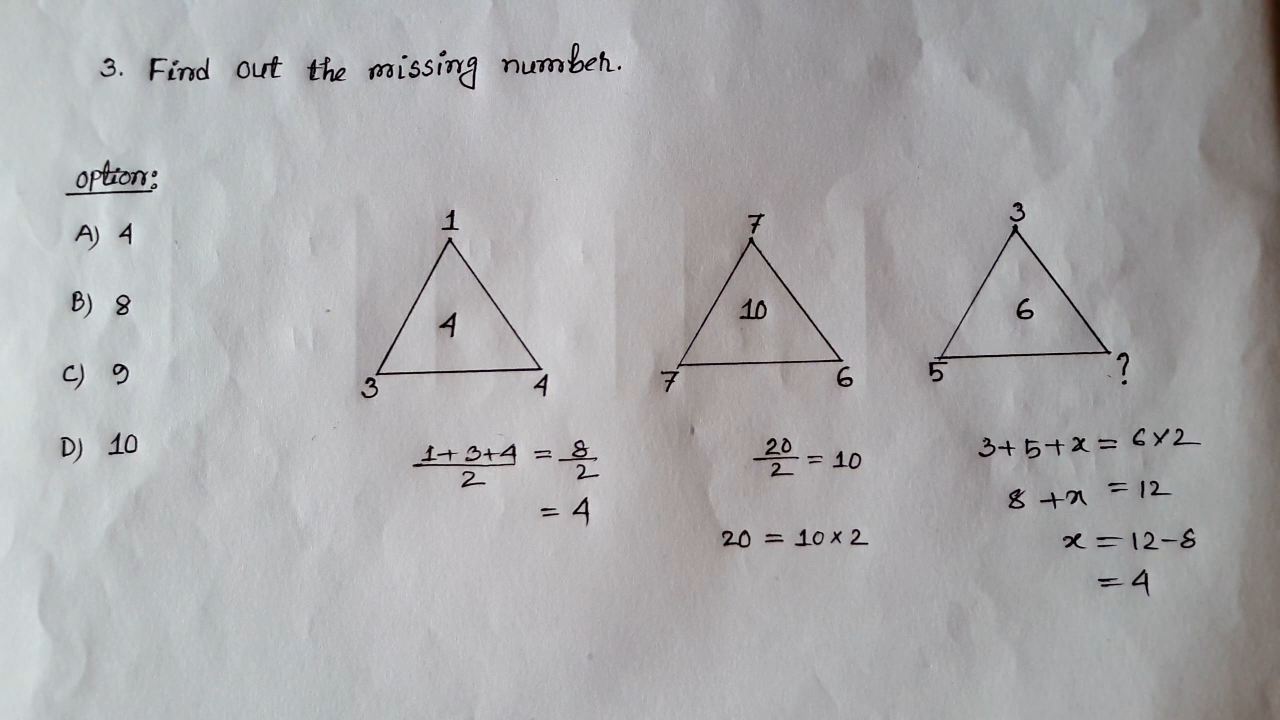 3. Find out the missing number.
option:
A) 4
B) 8
C) 9
D) 10
1
4
3 4
7
10
7 6
3
6
5 ?
1+3+4/2 = 8/2
= 4
20/2 = 10
20 = 10×2
3+5+x = 6×2
8+x = 12
x = 12-8
= 4